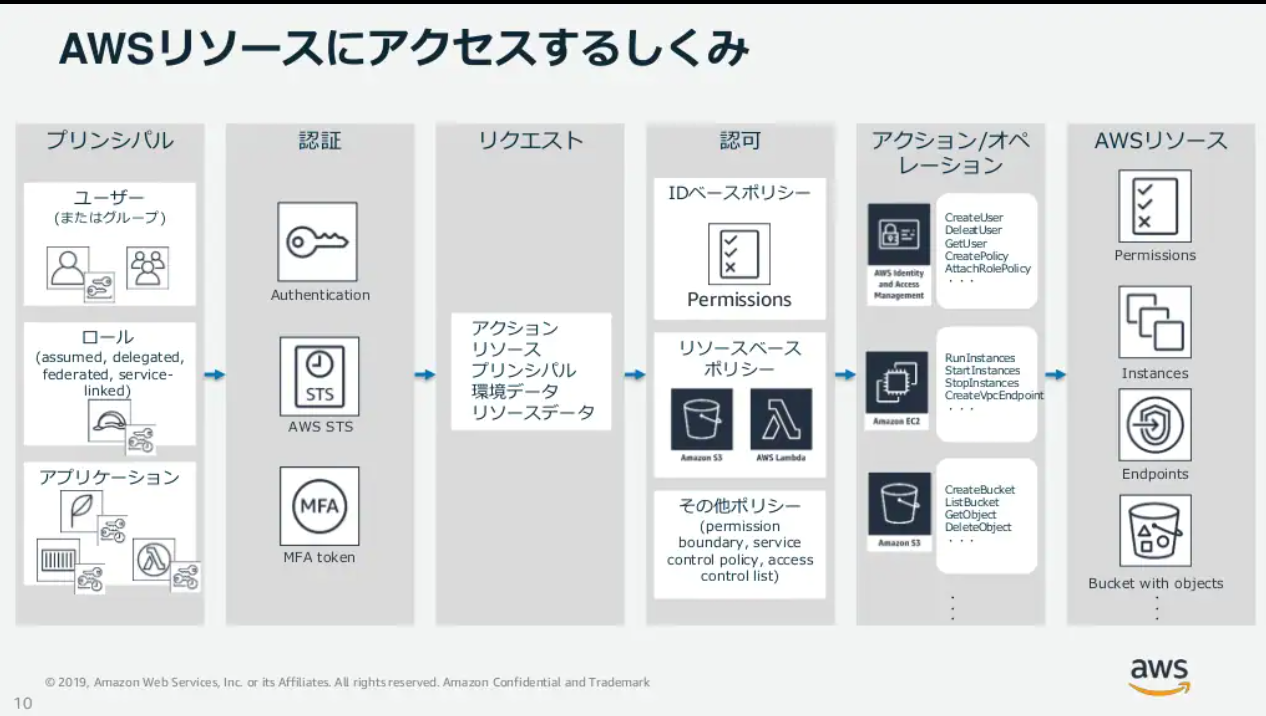 AWSリソースにアクセスするしくみ
プリンシパル
ユーザー
(またはグループ)
ロール
(assumed, delegated,
federated, service-
linked)
アプリケーション
認証
Authentication
STS
AWS STS
MFA
MFA token
リクエスト
アクション
リソース
プリンシパル
環境データ
リソースデータ
認可
IDベースポリシー
Permissions
リソースベース
ポリシー
Amazon S3
AWS Lambda
その他ポリシー
(permission
boundary, service
control policy, access
control list)
アクション/オペ
レーション
AWS Identity
and Access
Management
CreateUser
DeleatUser
GetUser
CreatePolicy
AttachRolePolicy
・・・
Amazon EC2
RunInstances
StartInstances
StopInstances
CreateVpcEndpoint
・・・
Amazon S3
CreateBucket
ListBucket
GetObject
DeleteObject
・・・
AWSリソース
Permissions
Instances
Endpoints
Bucket with objects
© 2019, Amazon Web Services, Inc. or its Affiliates. All rights reserved. Amazon Confidential and Trademark
aws
10